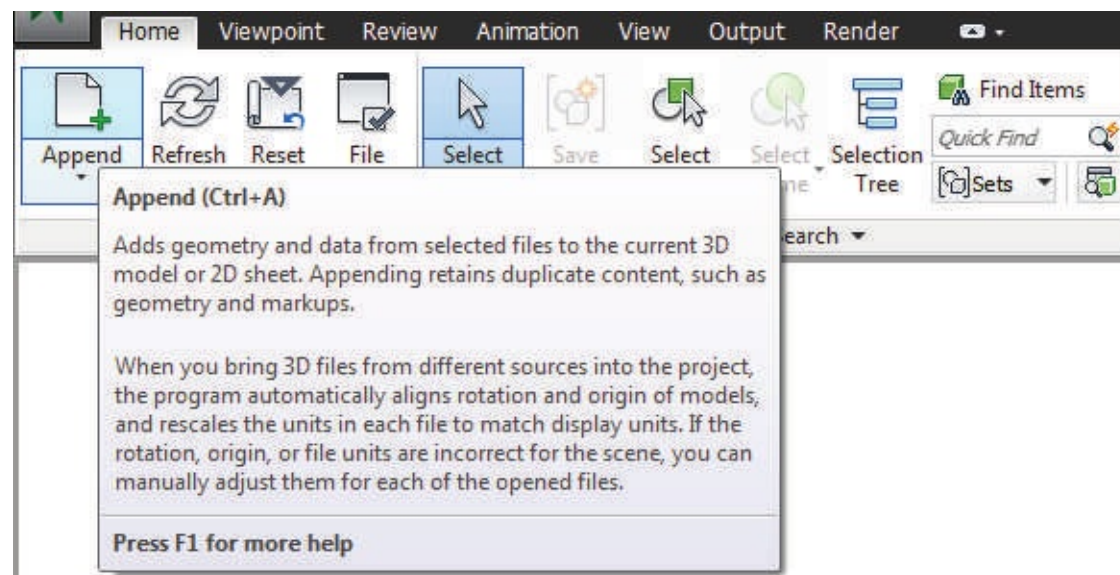 Home Viewpoint Review Animation View Output Render
Find Items
Quick Find
Append Refresh Reset File Select Save Select Select Selection
Tree
Sets
Append (Ctrl+A)
Adds geometry and data from selected files to the current 3D
model or 2D sheet. Appending retains duplicate content, such as
geometry and markups.
When you bring 3D files from different sources into the project,
the program automatically aligns rotation and origin of models,
and rescales the units in each file to match display units. If the
rotation, origin, or file units are incorrect for the scene, you can
manually adjust them for each of the opened files.
Press F1 for more help